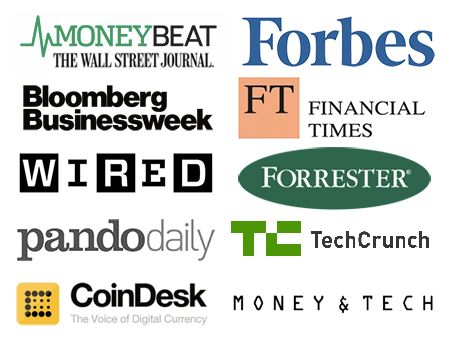 MONEYBEAT
THE WALL STREET JOURNAL.
Forbes
Bloomberg
Businessweek
FT
FINANCIAL
TIMES
WIRED
FORRESTER®
pandodaily
TC TechCrunch
CoinDesk
The Voice of Digital Currency
MONEY & TECH